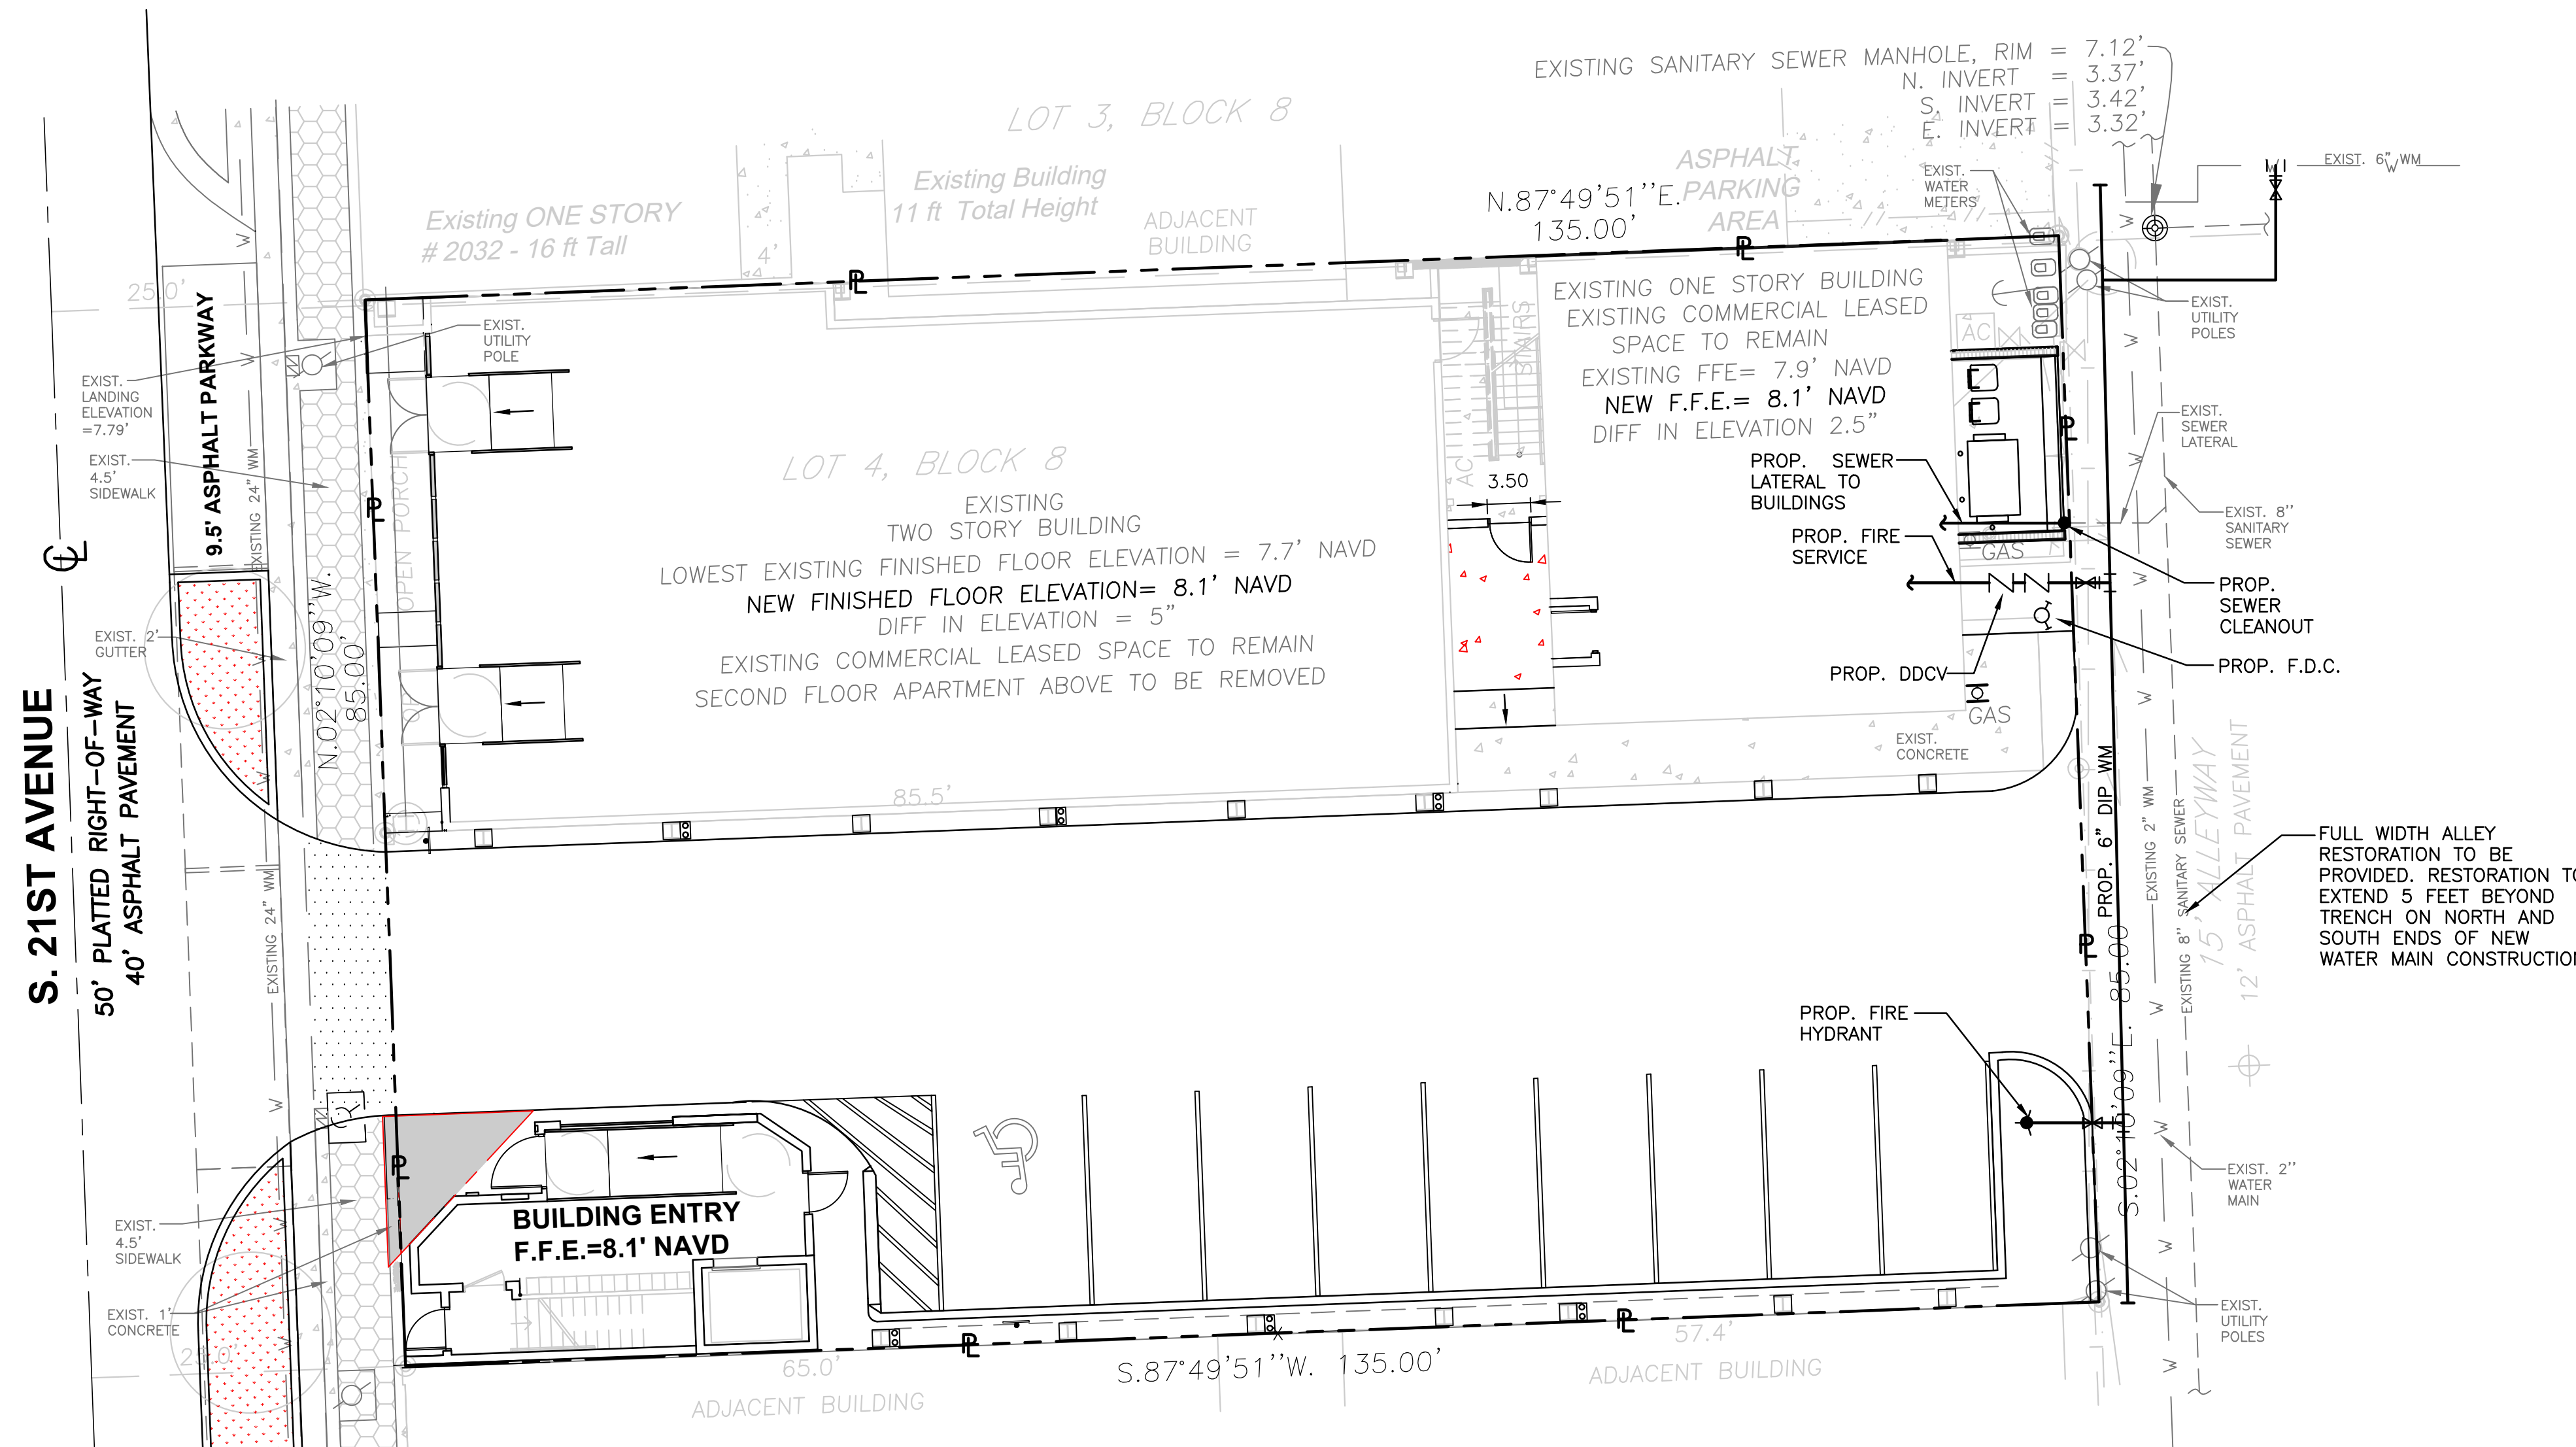 EXISTING SANITARY SEWER MANHOLE, RIM = 7.12'
N. INVERT = 3.37'
S. INVERT = 3.42'
E. INVERT = 3.32'
LOT 3, BLOCK 8
Existing ONE STORY
# 2032 - 16 ft Tall
4'
Existing Building
11 ft Total Height
ADJACENT
BUILDING
N.87°49'51''E.
135.00'
ASPHALT
PARKING
AREA
EXIST.
WATER
METERS
EXIST. 6" WM
W
EXIST.
UTILITY
POLES
25.0'
9.5' ASPHALT PARKWAY
EXISTING 24" WM
EXIST.
UTILITY
POLE
EXIST.
LANDING
ELEVATION
=7.79'
EXIST.
4.5'
SIDEWALK
OPEN PORCH
EXISTING ONE STORY BUILDING
EXISTING COMMERCIAL LEASED
SPACE TO REMAIN
EXISTING FFE= 7.9' NAVD
NEW F.F.E.= 8.1' NAVD
DIFF IN ELEVATION 2.5"
STAIRS
AC
AC
3.50
LOT 4, BLOCK 8
EXISTING
TWO STORY BUILDING
LOWEST EXISTING FINISHED FLOOR ELEVATION = 7.7' NAVD
NEW FINISHED FLOOR ELEVATION= 8.1' NAVD
DIFF IN ELEVATION = 5"
EXISTING COMMERCIAL LEASED SPACE TO REMAIN
SECOND FLOOR APARTMENT ABOVE TO BE REMOVED
PROP. SEWER
LATERAL TO
BUILDINGS
PROP. FIRE
SERVICE
PROP. DDCV
GAS
GAS
EXIST.
CONCRETE
EXIST.
SEWER
LATERAL
EXIST. 8''
SANITARY
SEWER
PROP.
SEWER
CLEANOUT
PROP. F.D.C.
EXIST. 2'
GUTTER
N.02°10'09''W.
85.00'
S. 21ST AVENUE
50' PLATTED RIGHT-OF-WAY
40' ASPHALT PAVEMENT
EXISTING 24" WM
85.5'
PROP. 6" DIP WM
EXISTING 2" WM
EXISTING 8" SANITARY SEWER
15' ALLEYWAY
12' ASPHALT PAVEMENT
FULL WIDTH ALLEY
RESTORATION TO BE
PROVIDED. RESTORATION TO
EXTEND 5 FEET BEYOND
TRENCH ON NORTH AND
SOUTH ENDS OF NEW
WATER MAIN CONSTRUCTION
S.02°10'09''E. 85.00
PROP. FIRE
HYDRANT
EXIST. 2''
WATER
MAIN
EXIST.
UTILITY
POLES
BUILDING ENTRY
F.F.E.=8.1' NAVD
EXIST.
4.5'
SIDEWALK
EXIST. 1'
CONCRETE
25.0'
65.0'
ADJACENT BUILDING
S.87°49'51''W. 135.00'
57.4'
ADJACENT BUILDING